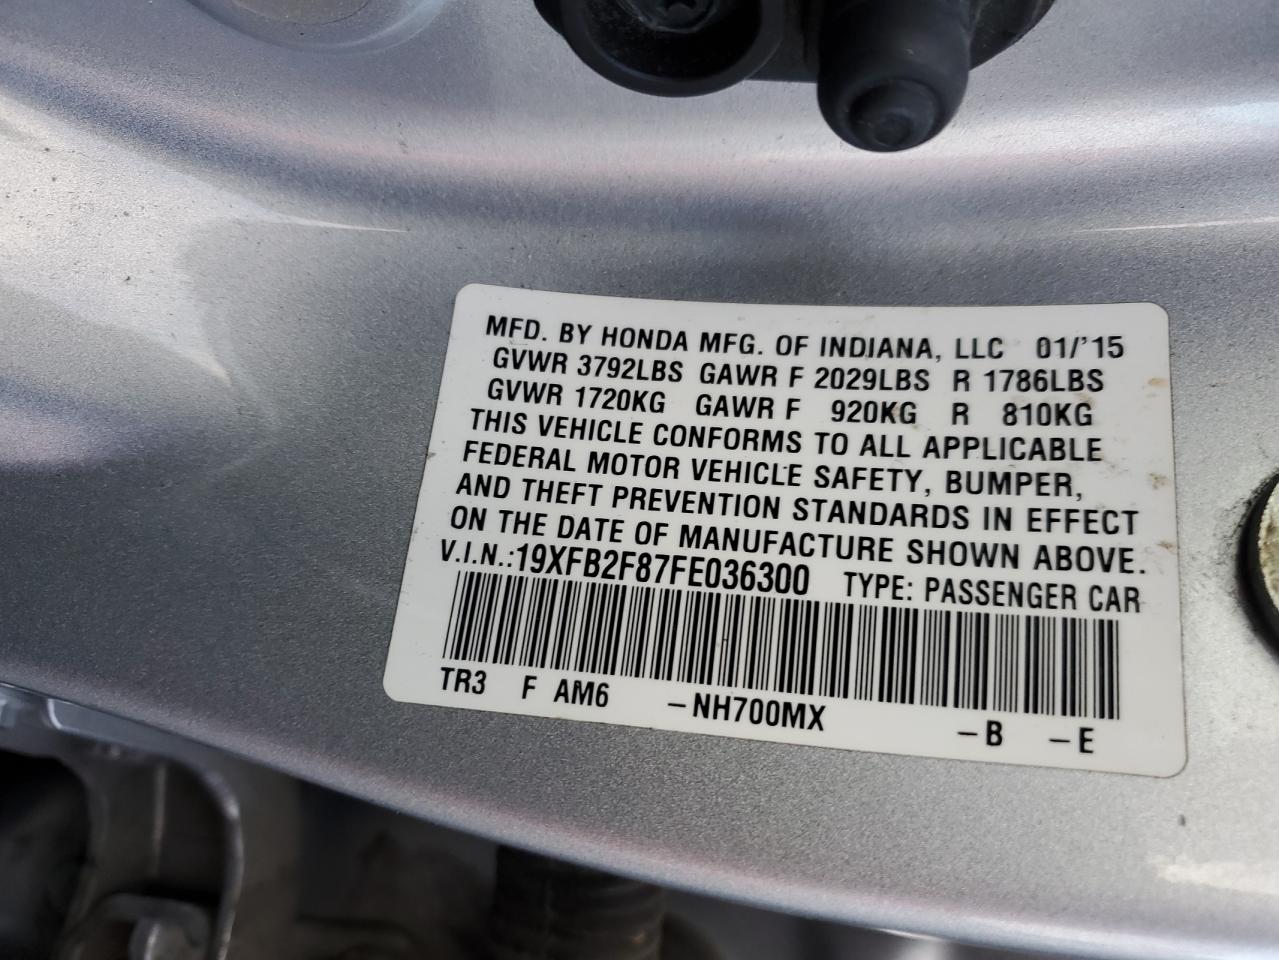 MFD. BY HONDA MFG. OF INDIANA, LLC 01/'15
GVWR 3792LBS GAWR F 2029LBS R 1786LBS
GVWR 1720KG GAWR F 920KG R 810KG
THIS VEHICLE CONFORMS TO ALL APPLICABLE
FEDERAL MOTOR VEHICLE SAFETY, BUMPER,
AND THEFT PREVENTION STANDARDS IN EFFECT
ON THE DATE OF MANUFACTURE SHOWN ABOVE.
V.I.N.:19XFB2F87FE036300 TYPE: PASSENGER CAR
TR3 F AM6 -NH700MX -B -E